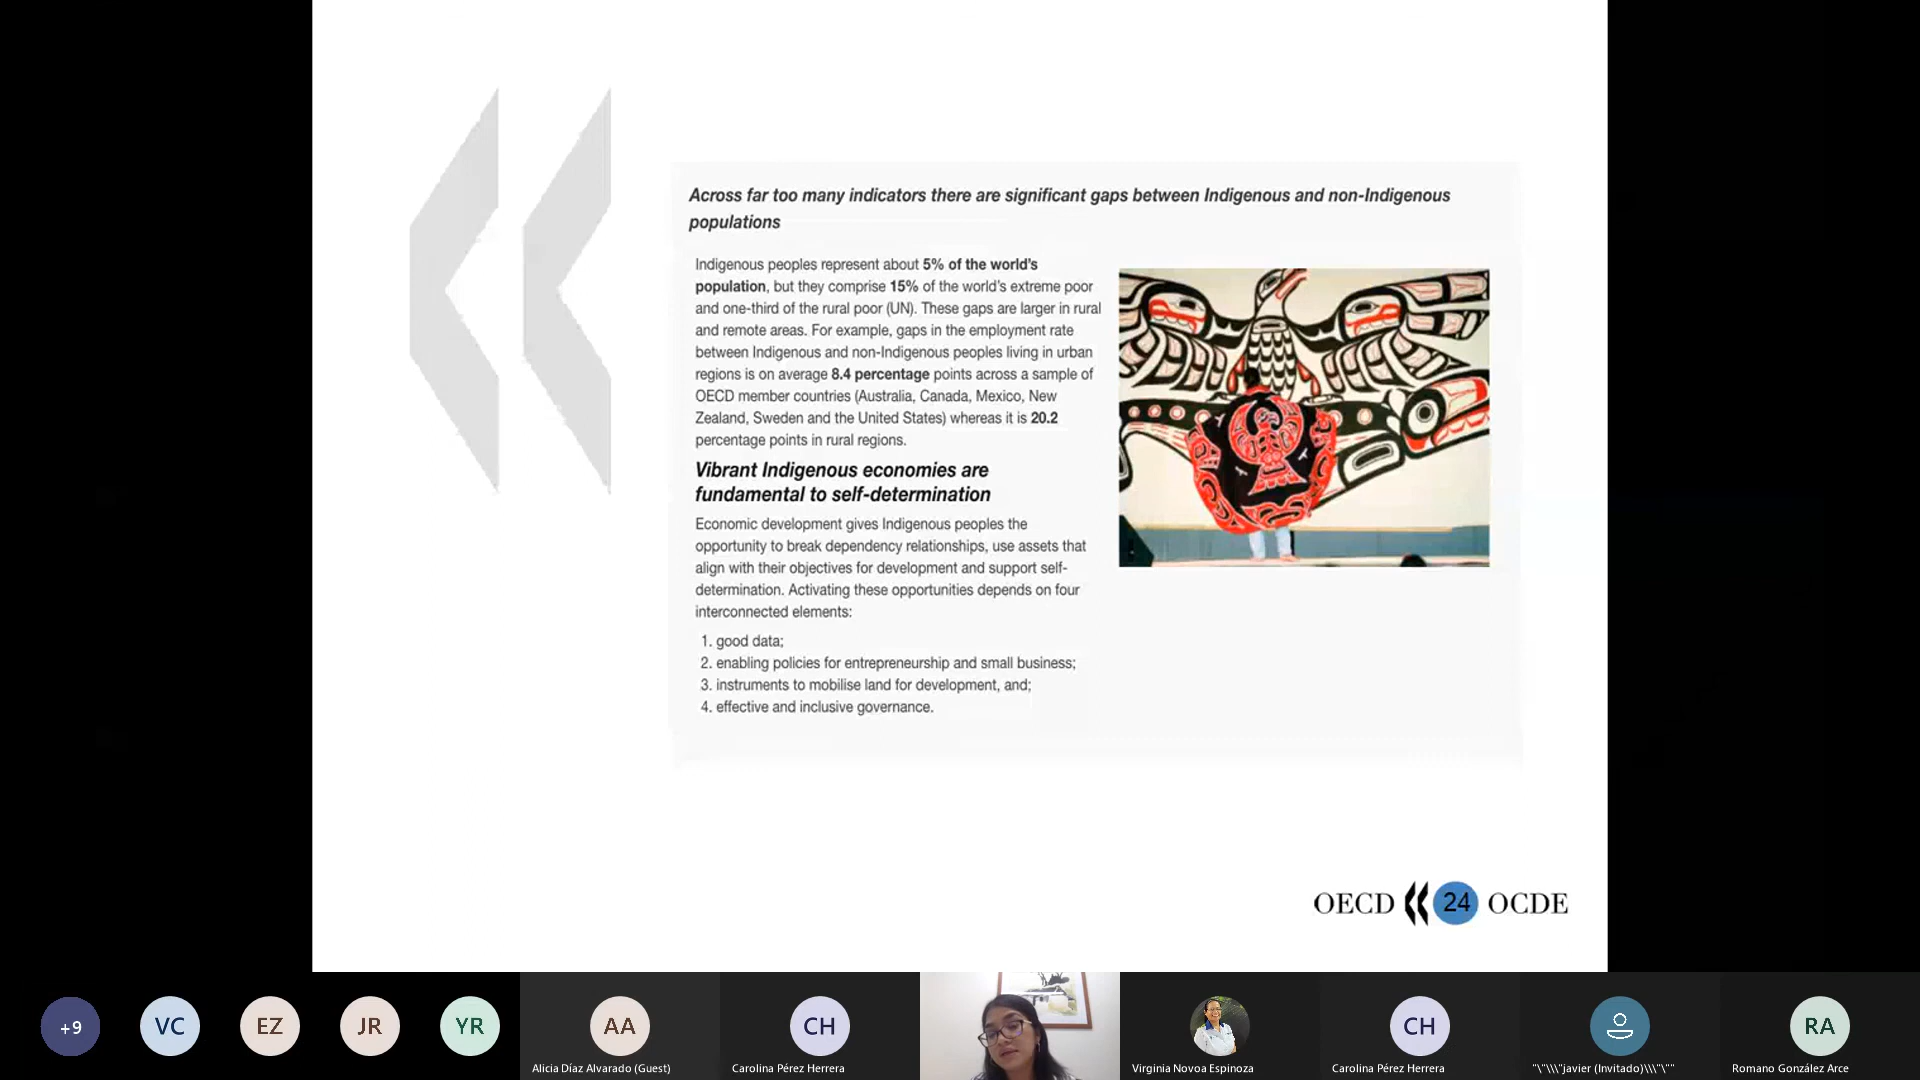 Across far too many indicators there are significant gaps between Indigenous and non-Indigenous
populations
Indigenous peoples represent about 5% of the world's
population, but they comprise 15% of the world's extreme poor
and one-third of the rural poor (UN). These gaps are larger in rural
and remote areas. For example, gaps in the employment rate
between Indigenous and non-Indigenous peoples living in urban
regions is on average 8.4 percentage points across a sample of
OECD member countries (Australia, Canada, Mexico, New
Zealand, Sweden and the United States) whereas it is 20.2
percentage points in rural regions.
Vibrant Indigenous economies are
fundamental to self-determination
Economic development gives Indigenous peoples the
opportunity to break dependency relationships, use assets that
align with their objectives for development and support self-
determination. Activating these opportunities depends on four
interconnected elements:
1. good data;
2. enabling policies for entrepreneurship and small business;
3. instruments to mobilise land for development, and;
4. effective and inclusive governance.
OECD 24 OCDE
+9 VC EZ JR YR AA CH CH RA
Alicia Díaz Alvarado (Guest) Carolina Pérez Herrera Virginia Novoa Espinoza Carolina Pérez Herrera "\"\\\"javier (Invitado)\\\"\"" Romano González Arce